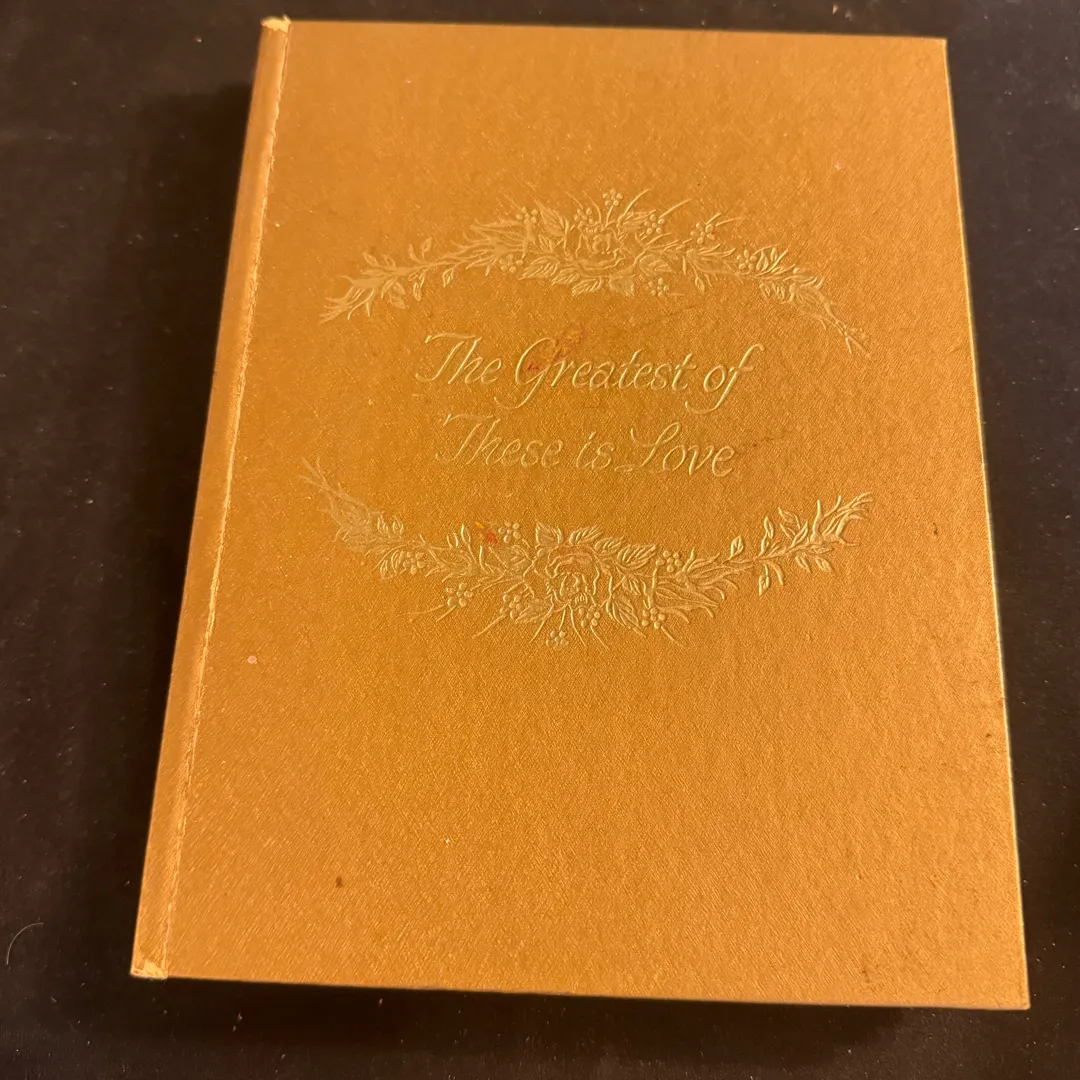 The Greatest of
These is Love